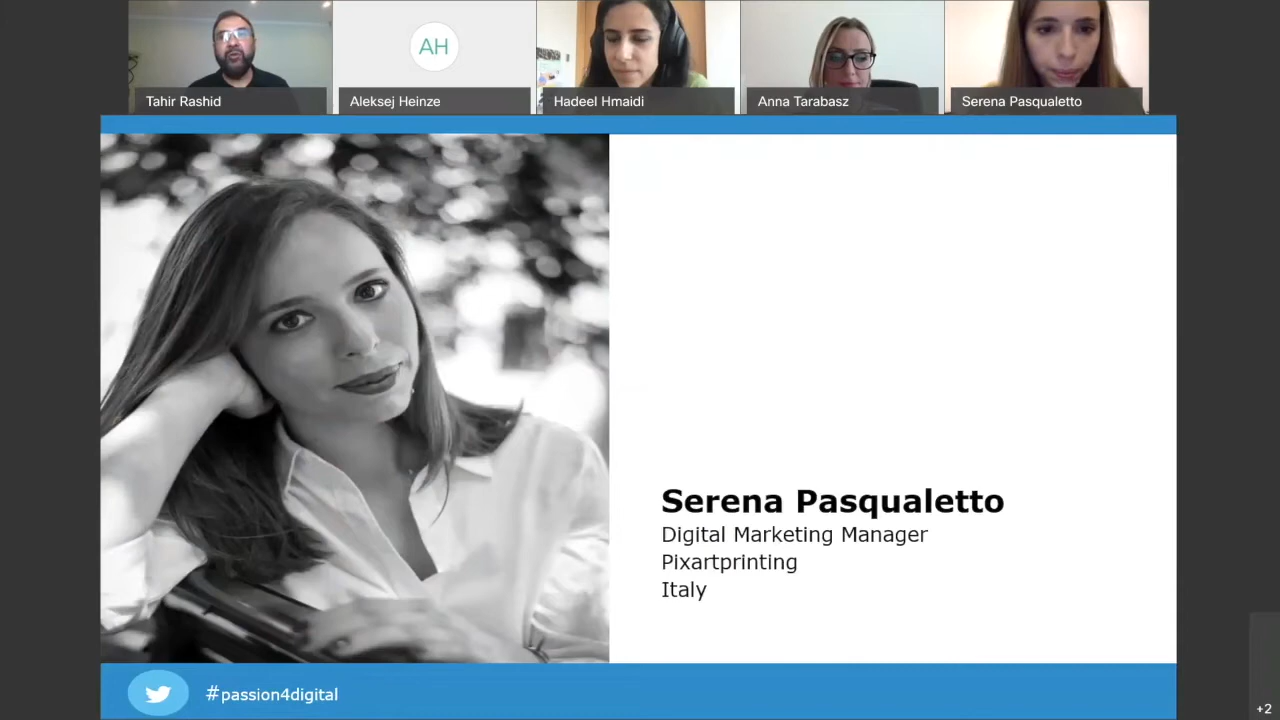 Tahir Rashid
AH
Aleksej Heinze
Hadeel Hmaidi
Anna Tarabasz
Serena Pasqualetto
Serena Pasqualetto
Digital Marketing Manager
Pixartprinting
Italy
#passion4digital
+2